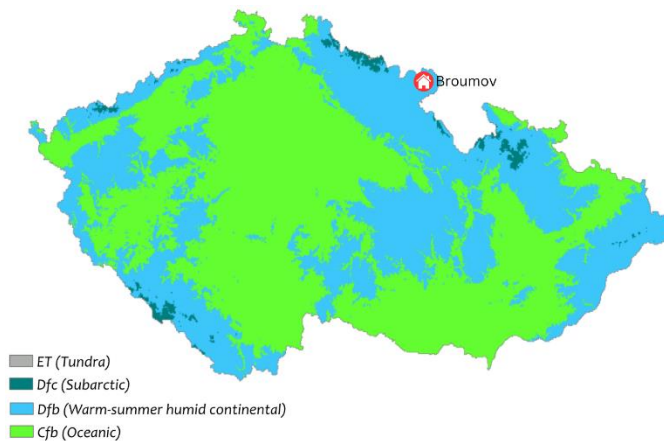 Broumov
ET (Tundra)
Dfc (Subarctic)
Dfb (Warm-summer humid continental)
Cfb (Oceanic)